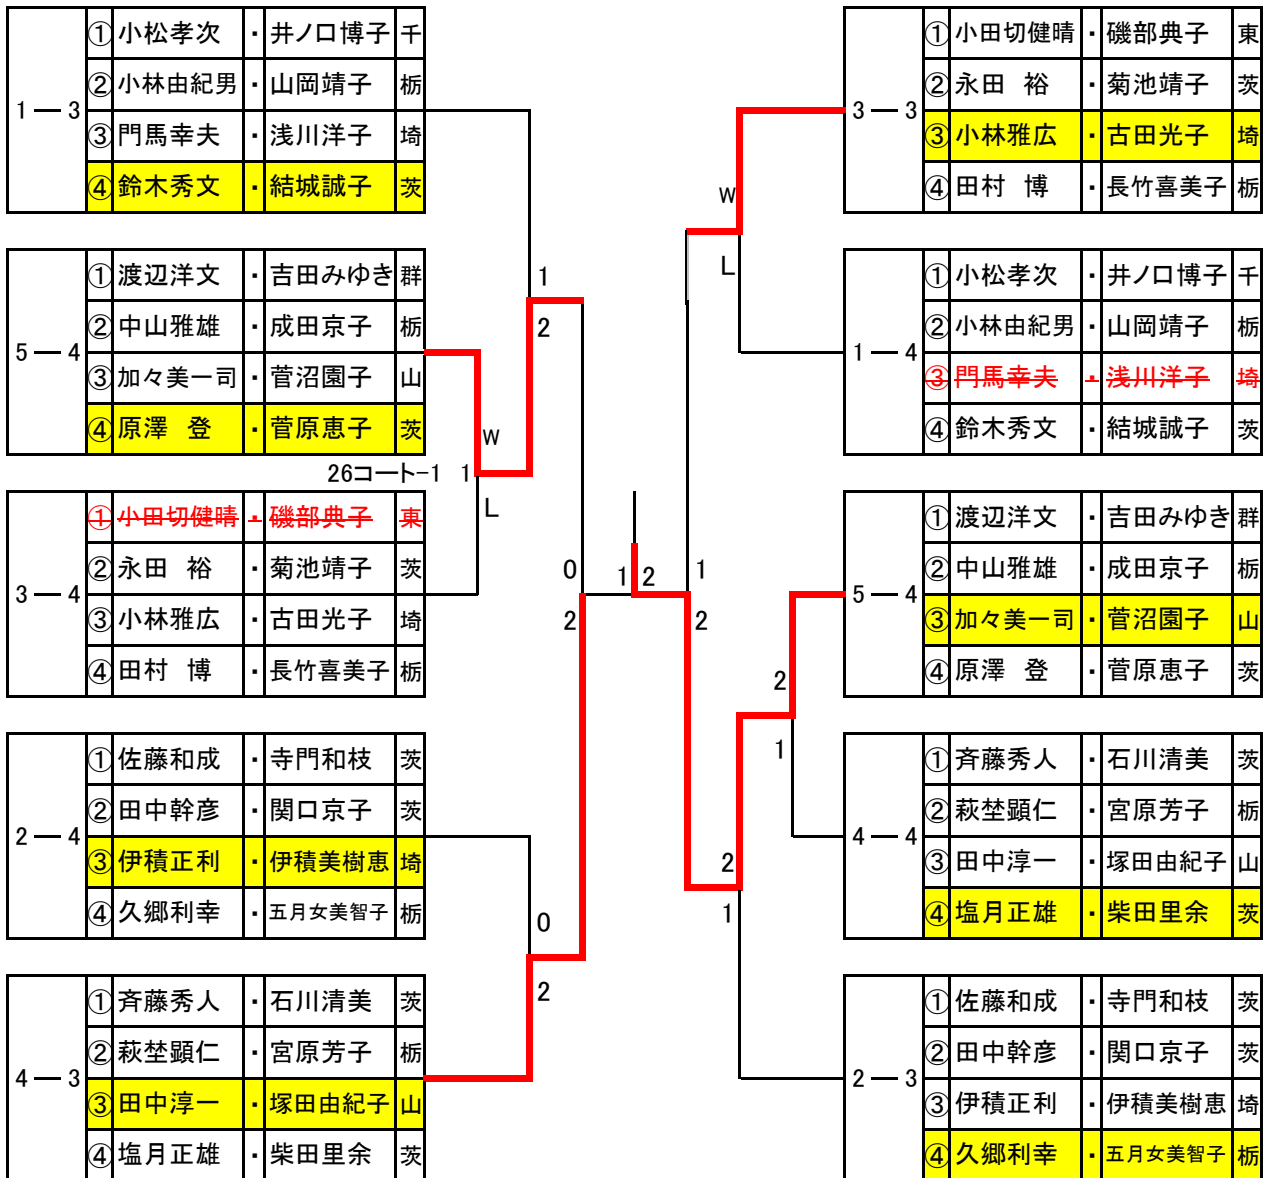 1 ― 3
① 小松孝次 ・ 井ノ口博子 千
② 小林由紀男 ・ 山岡靖子 栃
③ 門馬幸夫 ・ 浅川洋子 埼
④ 鈴木秀文 ・ 結城誠子 茨
5 ― 4
① 渡辺洋文 ・ 吉田みゆき 群
② 中山雅雄 ・ 成田京子 栃
③ 加々美一司 ・ 菅沼園子 山
④ 原澤 登 ・ 菅原恵子 茨
3 ― 4
① 小田切健晴 ・ 磯部典子 東
② 永田 裕 ・ 菊池靖子 茨
③ 小林雅広 ・ 古田光子 埼
④ 田村 博 ・ 長竹喜美子 栃
2 ― 4
① 佐藤和成 ・ 寺門和枝 茨
② 田中幹彦 ・ 関口京子 茨
③ 伊積正利 ・ 伊積美樹恵 埼
④ 久郷利幸 ・ 五月女美智子 栃
4 ― 3
① 斉藤秀人 ・ 石川清美 茨
② 萩埜顕仁 ・ 宮原芳子 栃
③ 田中淳一 ・ 塚田由紀子 山
④ 塩月正雄 ・ 柴田里余 茨
1
2
W
26コート-1 1
L
0
2
0
2
1 2
W
L
1
2
2
1
2
1
3 ― 3
① 小田切健晴 ・ 磯部典子 東
② 永田 裕 ・ 菊池靖子 茨
③ 小林雅広 ・ 古田光子 埼
④ 田村 博 ・ 長竹喜美子 栃
1 ― 4
① 小松孝次 ・ 井ノ口博子 千
② 小林由紀男 ・ 山岡靖子 栃
③ 門馬幸夫 ・ 浅川洋子 埼
④ 鈴木秀文 ・ 結城誠子 茨
5 ― 4
① 渡辺洋文 ・ 吉田みゆき 群
② 中山雅雄 ・ 成田京子 栃
③ 加々美一司 ・ 菅沼園子 山
④ 原澤 登 ・ 菅原恵子 茨
4 ― 4
① 斉藤秀人 ・ 石川清美 茨
② 萩埜顕仁 ・ 宮原芳子 栃
③ 田中淳一 ・ 塚田由紀子 山
④ 塩月正雄 ・ 柴田里余 茨
2 ― 3
① 佐藤和成 ・ 寺門和枝 茨
② 田中幹彦 ・ 関口京子 茨
③ 伊積正利 ・ 伊積美樹恵 埼
④ 久郷利幸 ・ 五月女美智子 栃